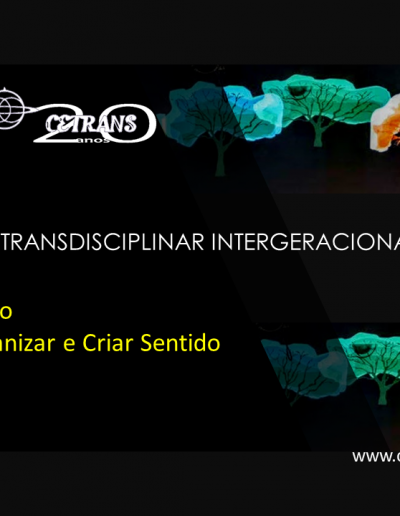 CETRANS
20
anos
TRANSDISCIPLINAR INTERGERACIONA
o
anizar e Criar Sentido
www.c